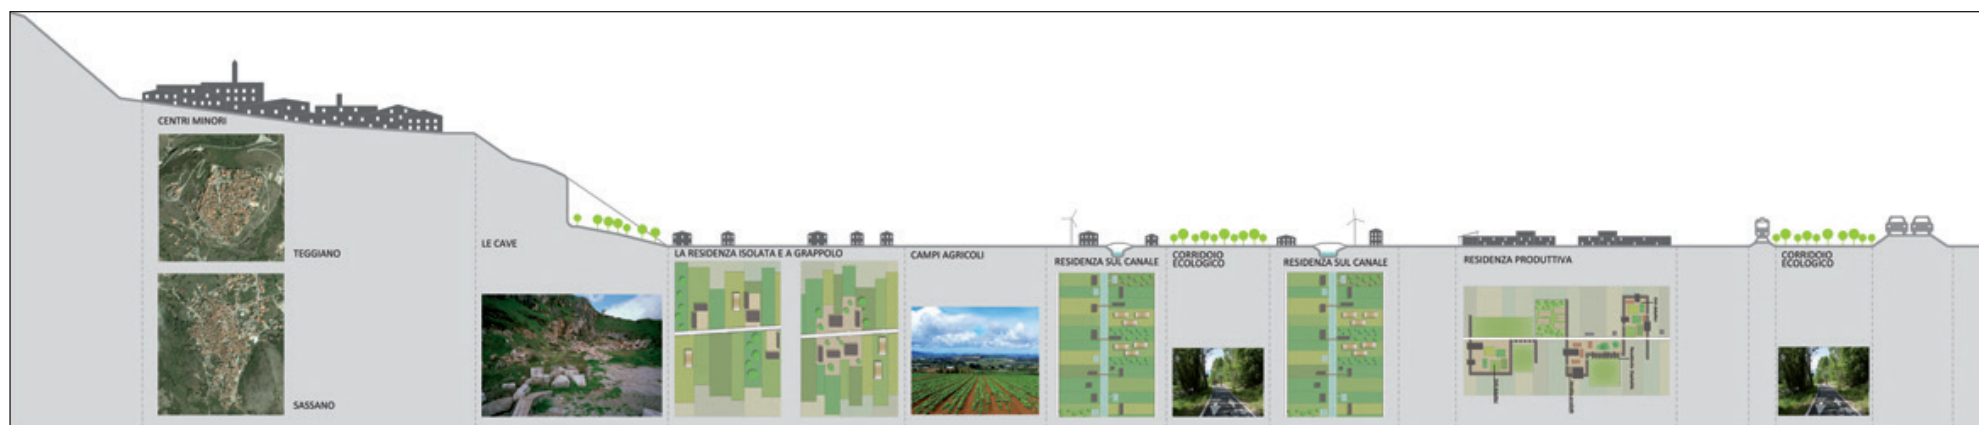 CENTRI MINORI
TEGGIANO
SASSANO
LE CAVE
LA RESIDENZA ISOLATA E A GRAPPOLO
CAMPI AGRICOLI
RESIDENZA SUL CANALE
CORRIDOIO
ECOLOGICO
RESIDENZA SUL CANALE
RESIDENZA PRODUTTIVA
CORRIDOIO
ECOLOGICO